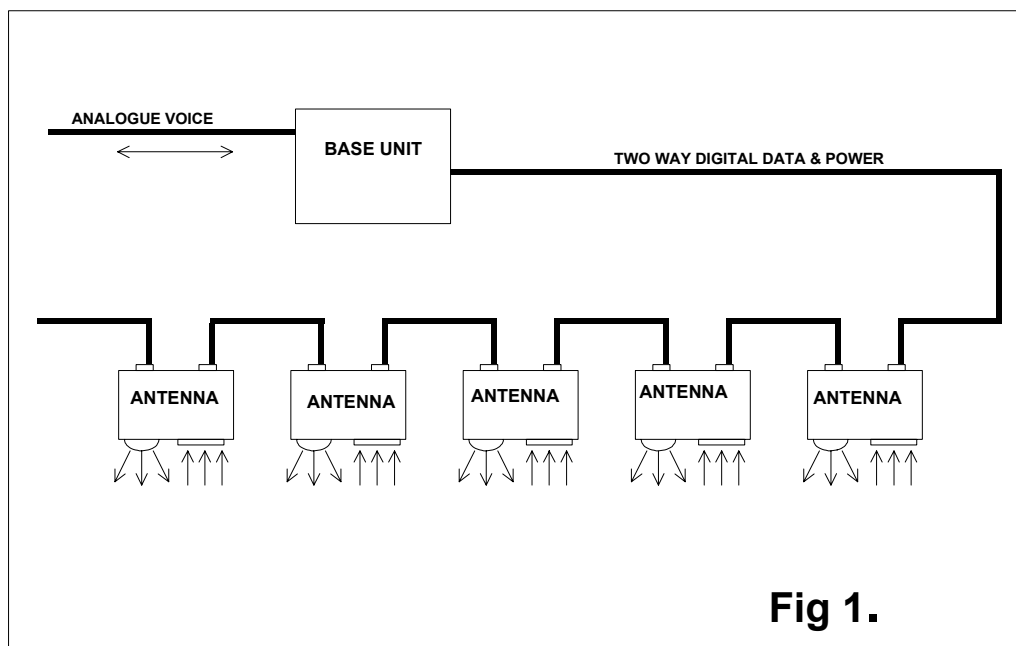 ANALOGUE VOICE
BASE UNIT
TWO WAY DIGITAL DATA & POWER
ANTENNA
ANTENNA
ANTENNA
ANTENNA
ANTENNA
Fig 1.